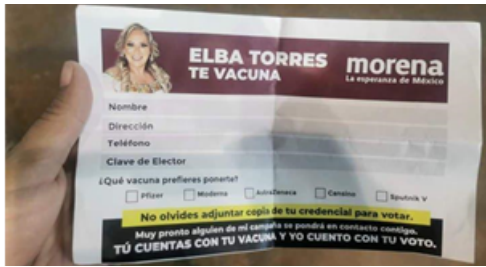 ELBA TORRES
TE VACUNA
morena
La esperanza de México
Nombre
Dirección
Teléfono
Clave de Elector
¿Qué vacuna prefieres ponerte?
Pfizer Moderna AstraZeneca Cansino Sputnik V
No olvides adjuntar copia de tu credencial para votar.
Muy pronto alguien de mi campaña se pondrá en contacto contigo.
TÚ CUENTAS CON TU VACUNA Y YO CUENTO CON TU VOTO.